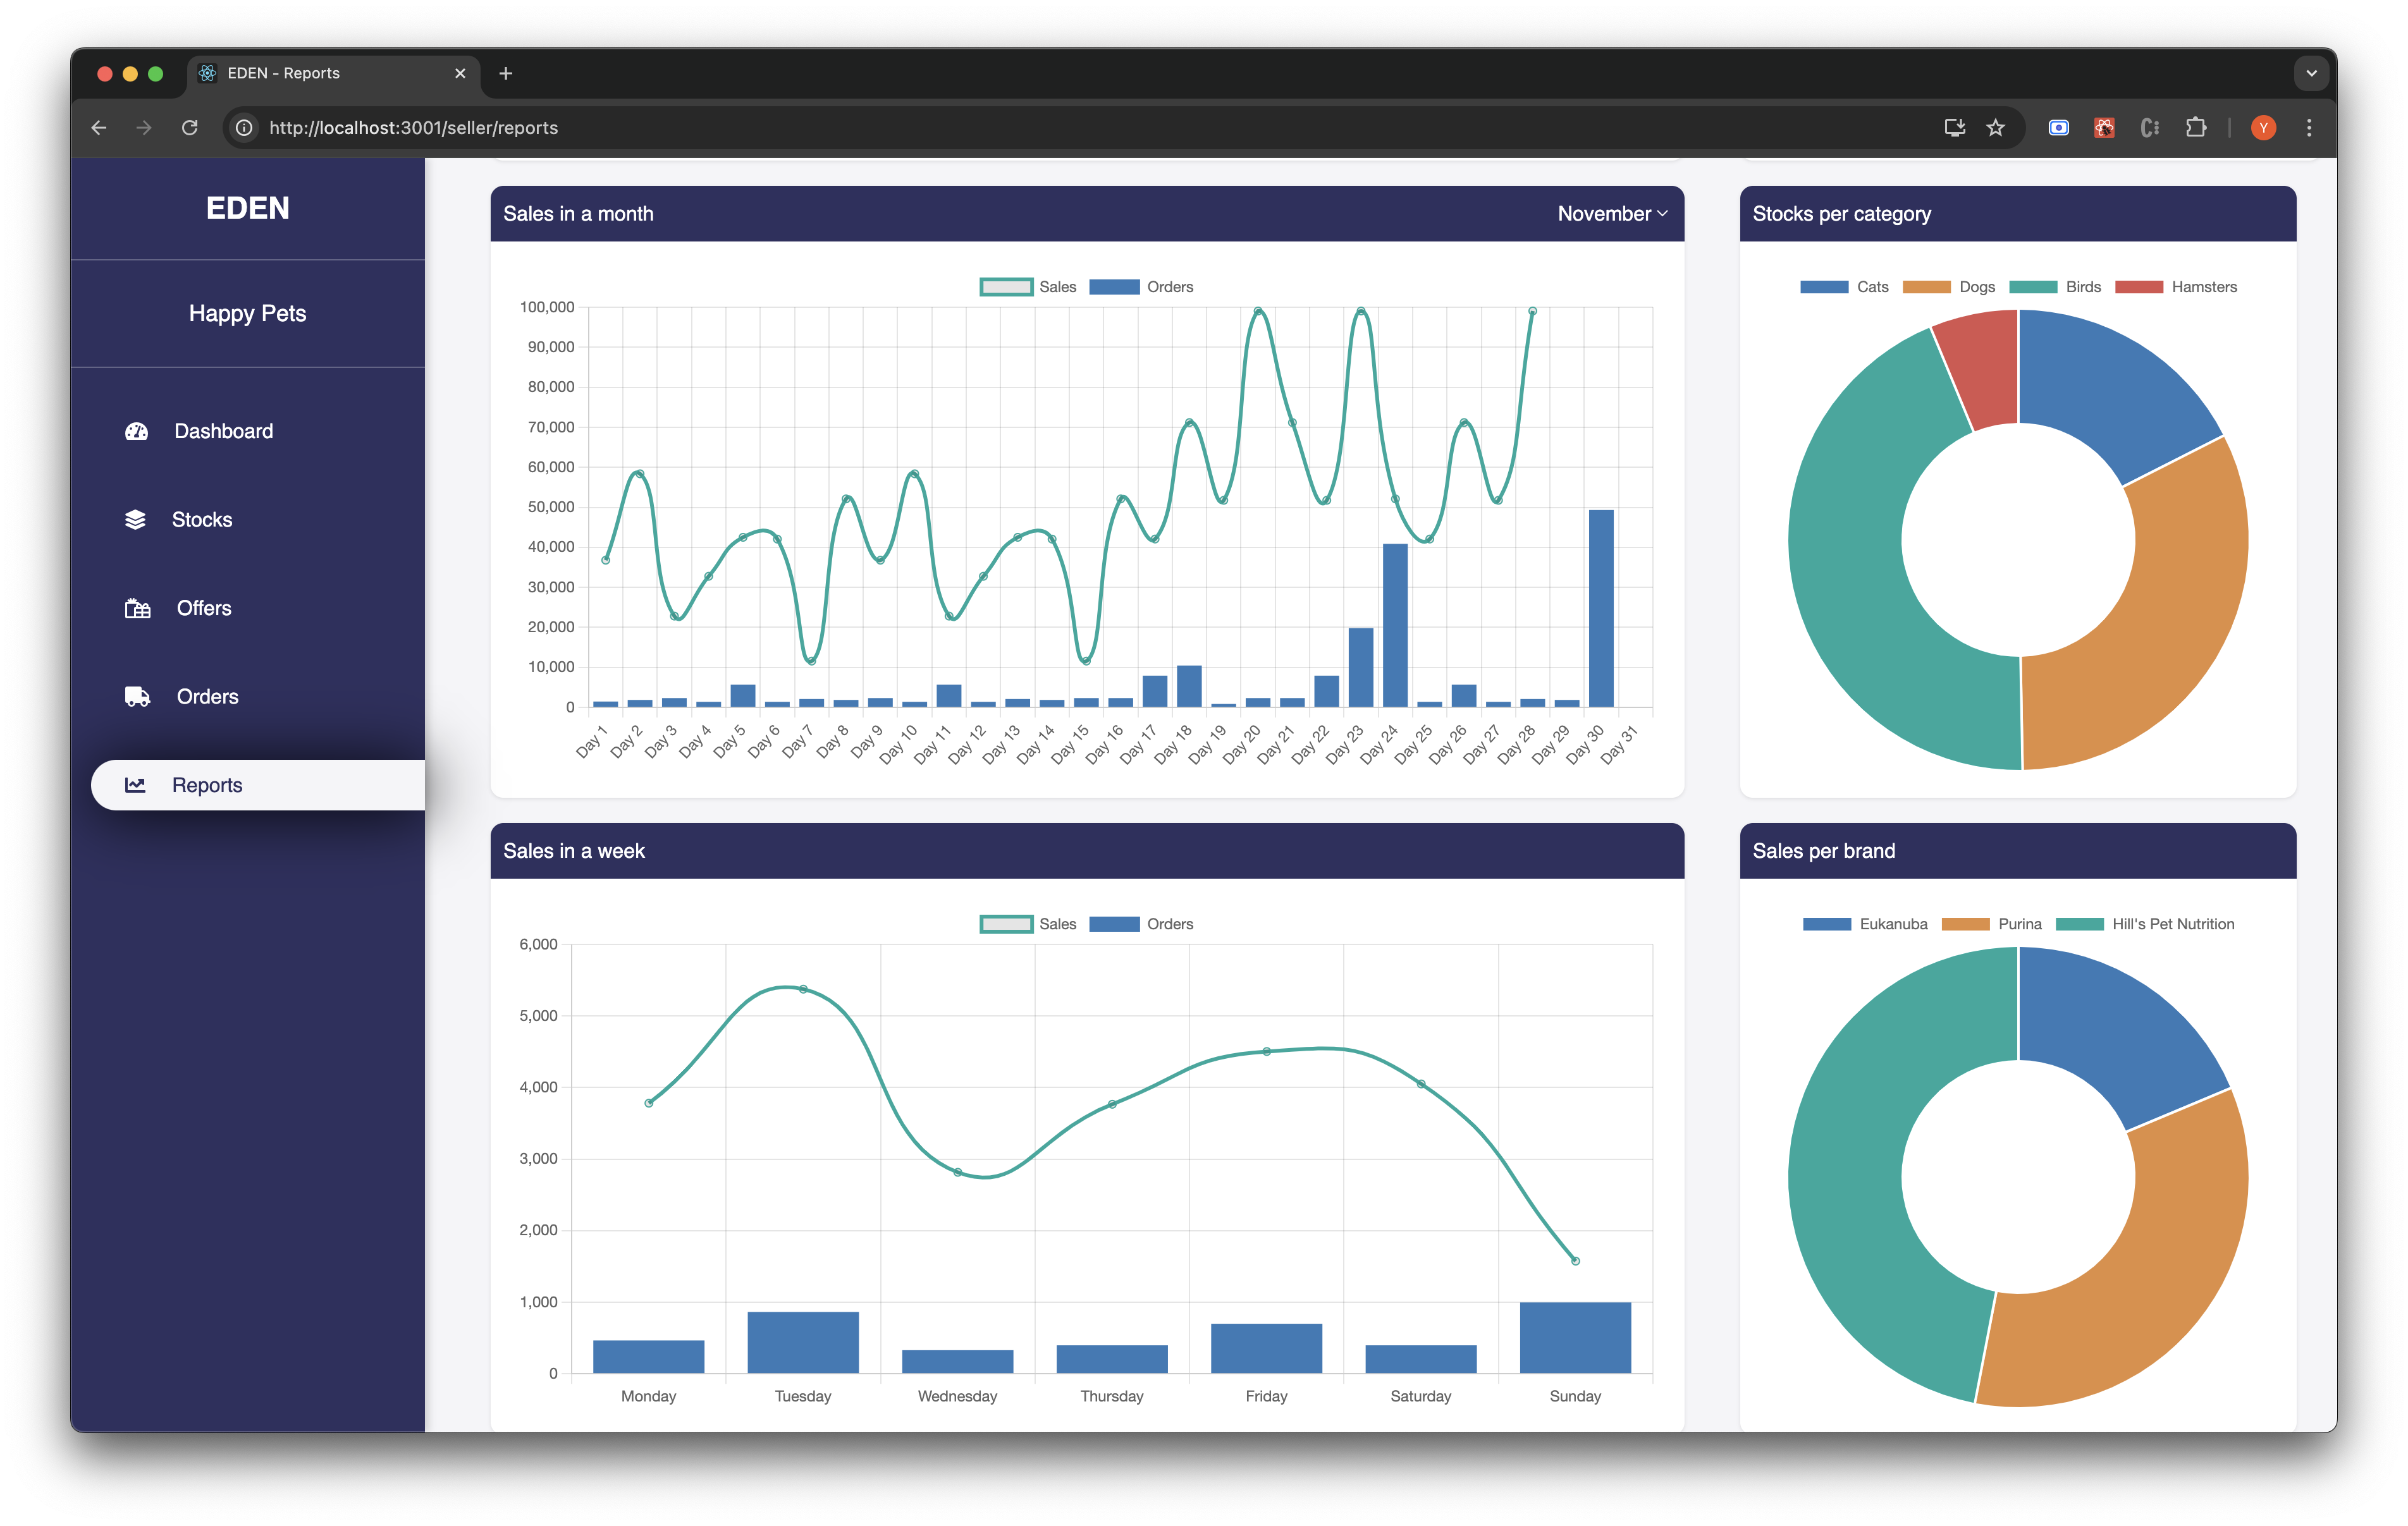 EDEN - Reports
http://localhost:3001/seller/reports
Y
EDEN
Happy Pets
Dashboard
Stocks
Offers
Orders
Reports
Sales in a month
November
Sales Orders
100,000
90,000
80,000
70,000
60,000
50,000
40,000
30,000
20,000
10,000
0
Day 1 Day 2 Day 3 Day 4 Day 5 Day 6 Day 7 Day 8 Day 9 Day 10 Day 11 Day 12 Day 13 Day 14 Day 15 Day 16 Day 17 Day 18 Day 19 Day 20 Day 21 Day 22 Day 23 Day 24 Day 25 Day 26 Day 27 Day 28 Day 29 Day 30 Day 31
Stocks per category
Cats Dogs Birds Hamsters
Sales in a week
Sales Orders
6,000
5,000
4,000
3,000
2,000
1,000
0
Monday Tuesday Wednesday Thursday Friday Saturday Sunday
Sales per brand
Eukanuba Purina Hill's Pet Nutrition